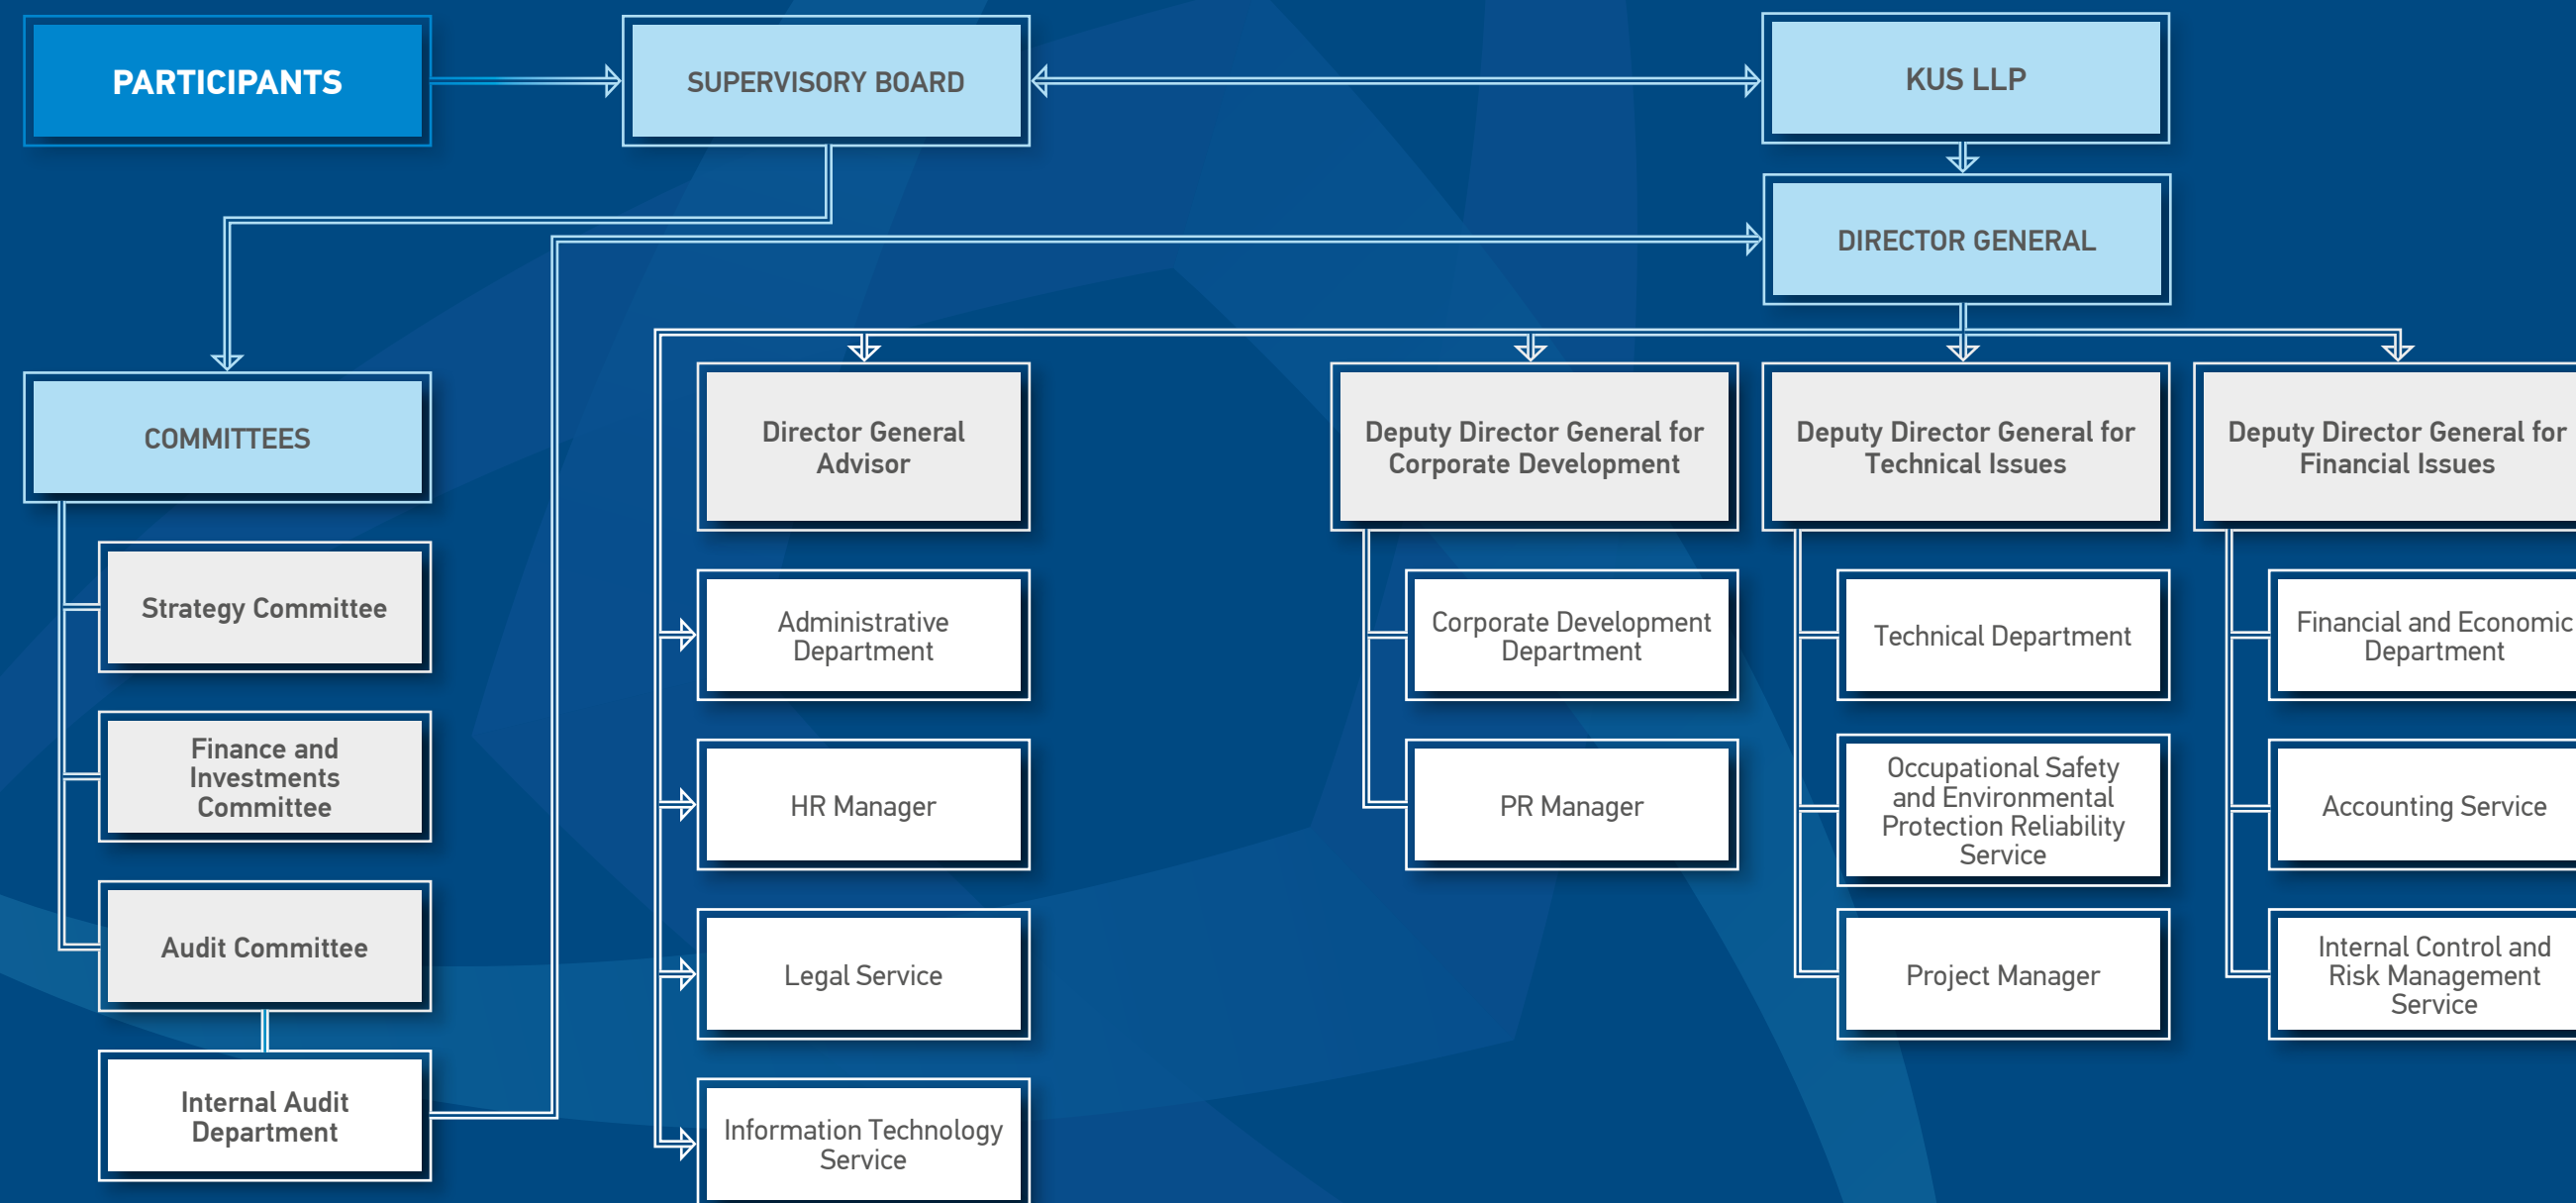 PARTICIPANTS
SUPERVISORY BOARD
KUS LLP
DIRECTOR GENERAL
COMMITTEES
Strategy Committee
Finance and
Investments
Committee
Audit Committee
Internal Audit
Department
Director General
Advisor
Administrative
Department
HR Manager
Legal Service
Information Technology
Service
Deputy Director General for
Corporate Development
Corporate Development
Department
PR Manager
Deputy Director General for
Technical Issues
Technical Department
Occupational Safety
and Environmental
Protection Reliability
Service
Project Manager
Deputy Director General for
Financial Issues
Financial and Economic
Department
Accounting Service
Internal Control and
Risk Management
Service